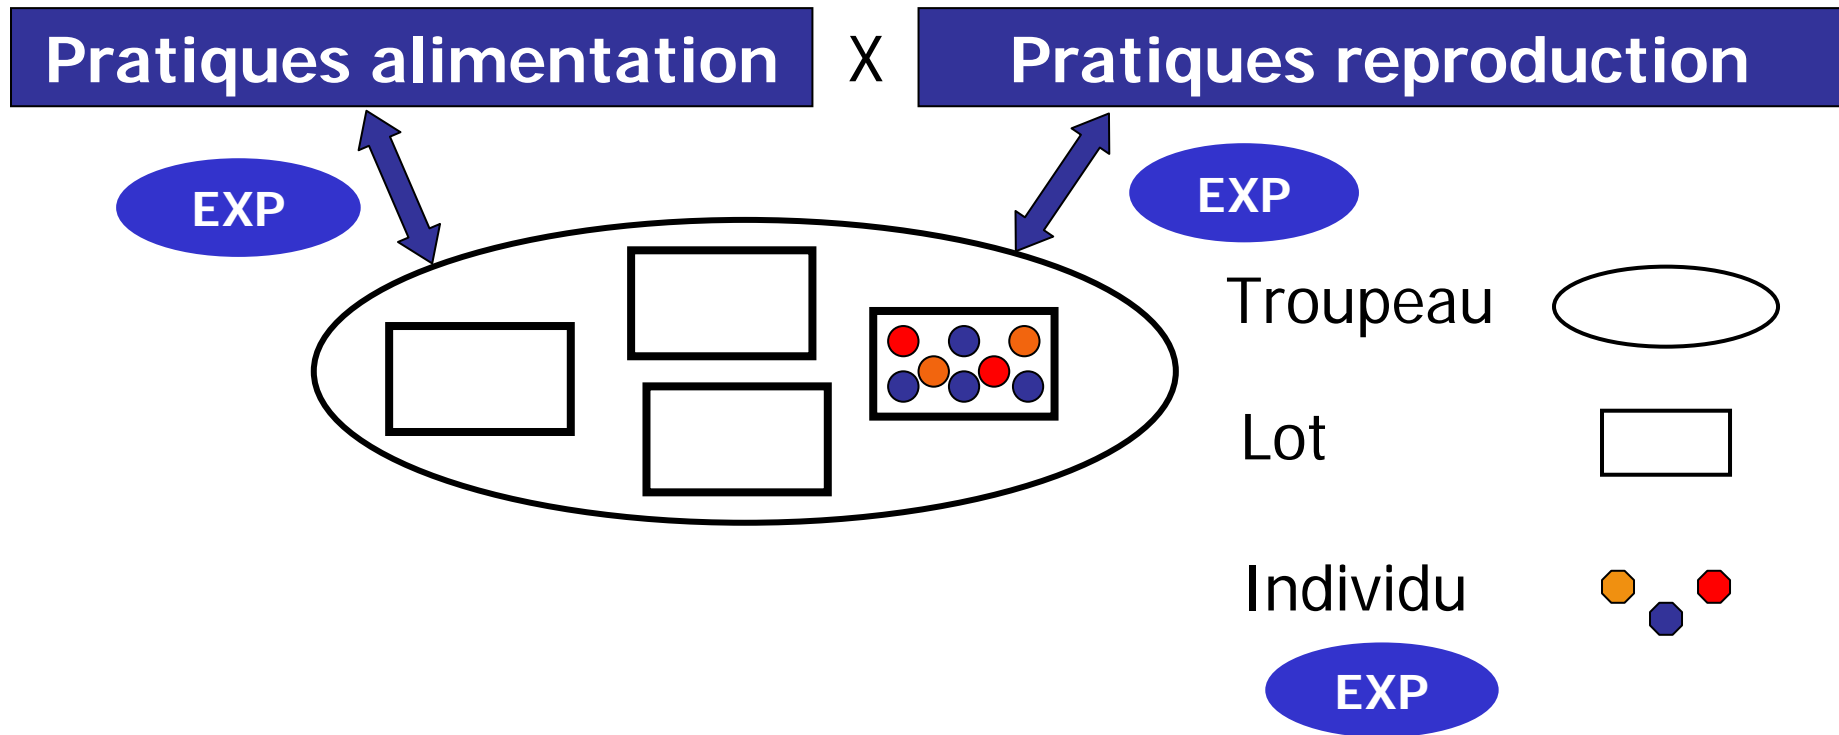 Pratiques alimentation X Pratiques reproduction
EXP
EXP
Troupeau
Lot
Individu
EXP